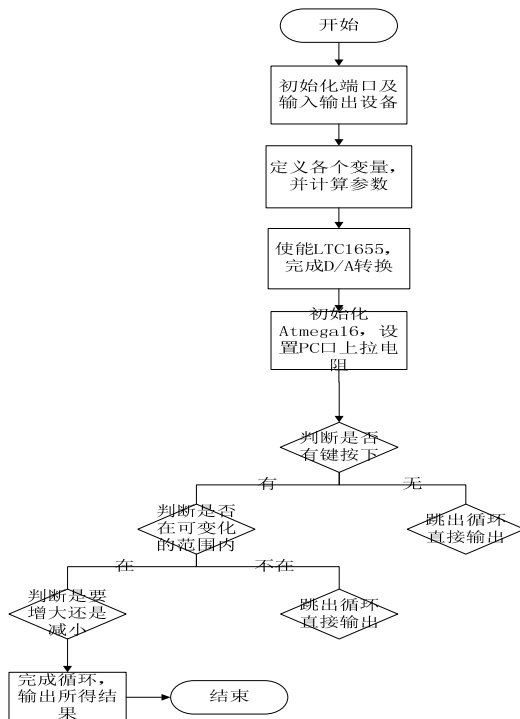 开始
初始化端口及
输入输出设备
定义各个变量，
并计算参数
使能LTC1655，
完成D/A转换
初始化
Atmega16，设
置PC口上拉电
阻
判断是否
有键按下
有
无
判断是否
在可变化
的范围内
跳出循环
直接输出
在
不在
判断是要
增大还是
减小
跳出循环
直接输出
完成循环，
输出所得结
果
结束